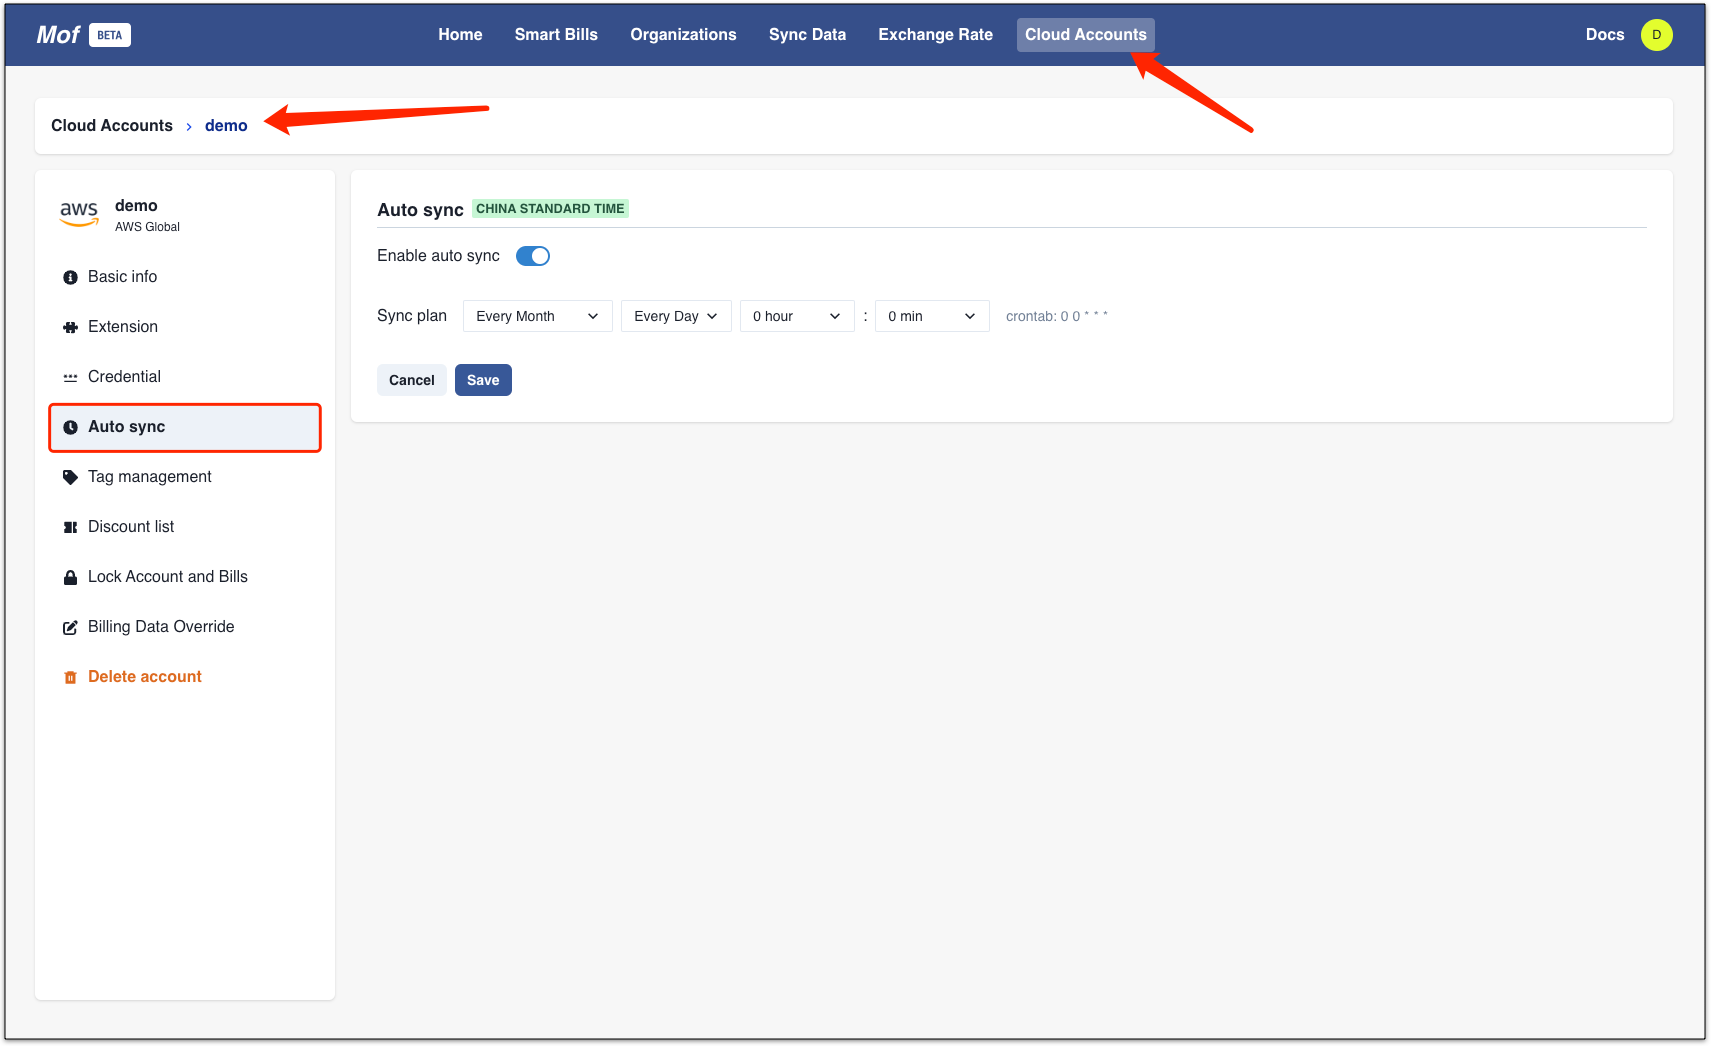 Mof BETA Home Smart Bills Organizations Sync Data Exchange Rate Cloud Accounts Docs D
Cloud Accounts › demo
aws demo
AWS Global
Basic info
Extension
Credential
Auto sync
Tag management
Discount list
Lock Account and Bills
Billing Data Override
Delete account
Auto sync CHINA STANDARD TIME
Enable auto sync
Sync plan Every Month Every Day 0 hour : 0 min crontab: 0 0 * * *
Cancel Save